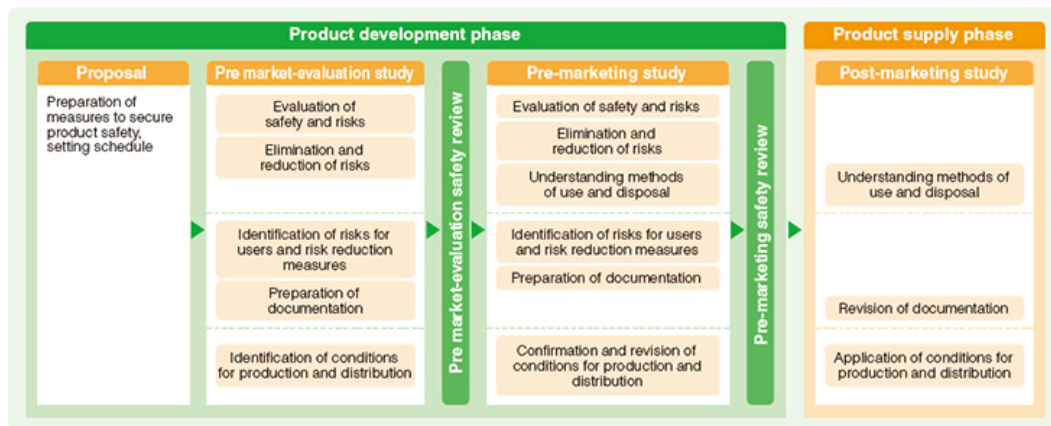 Product development phase
Product supply phase
Proposal
Preparation of
measures to secure
product safety,
setting schedule
Pre market-evaluation study
Evaluation of
safety and risks
Elimination and
reduction of risks
Identification of risks for
users and risk reduction
measures
Preparation of
documentation
Identification of conditions
for production and distribution
Pre market-evaluation safety review
Pre-marketing study
Evaluation of safety and risks
Elimination and
reduction of risks
Understanding methods
of use and disposal
Identification of risks for users
and risk reduction measures
Preparation of documentation
Confirmation and revision of
conditions for production and
distribution
Pre-marketing safety review
Post-marketing study
Understanding methods of
use and disposal
Revision of documentation
Application of conditions for
production and distribution